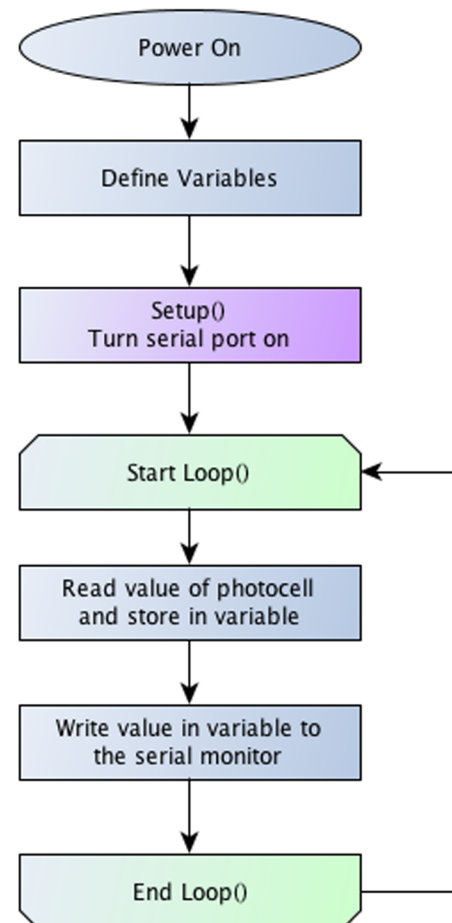 Power On
Define Variables
Setup()
Turn serial port on
Start Loop()
Read value of photocell
and store in variable
Write value in variable to
the serial monitor
End Loop()